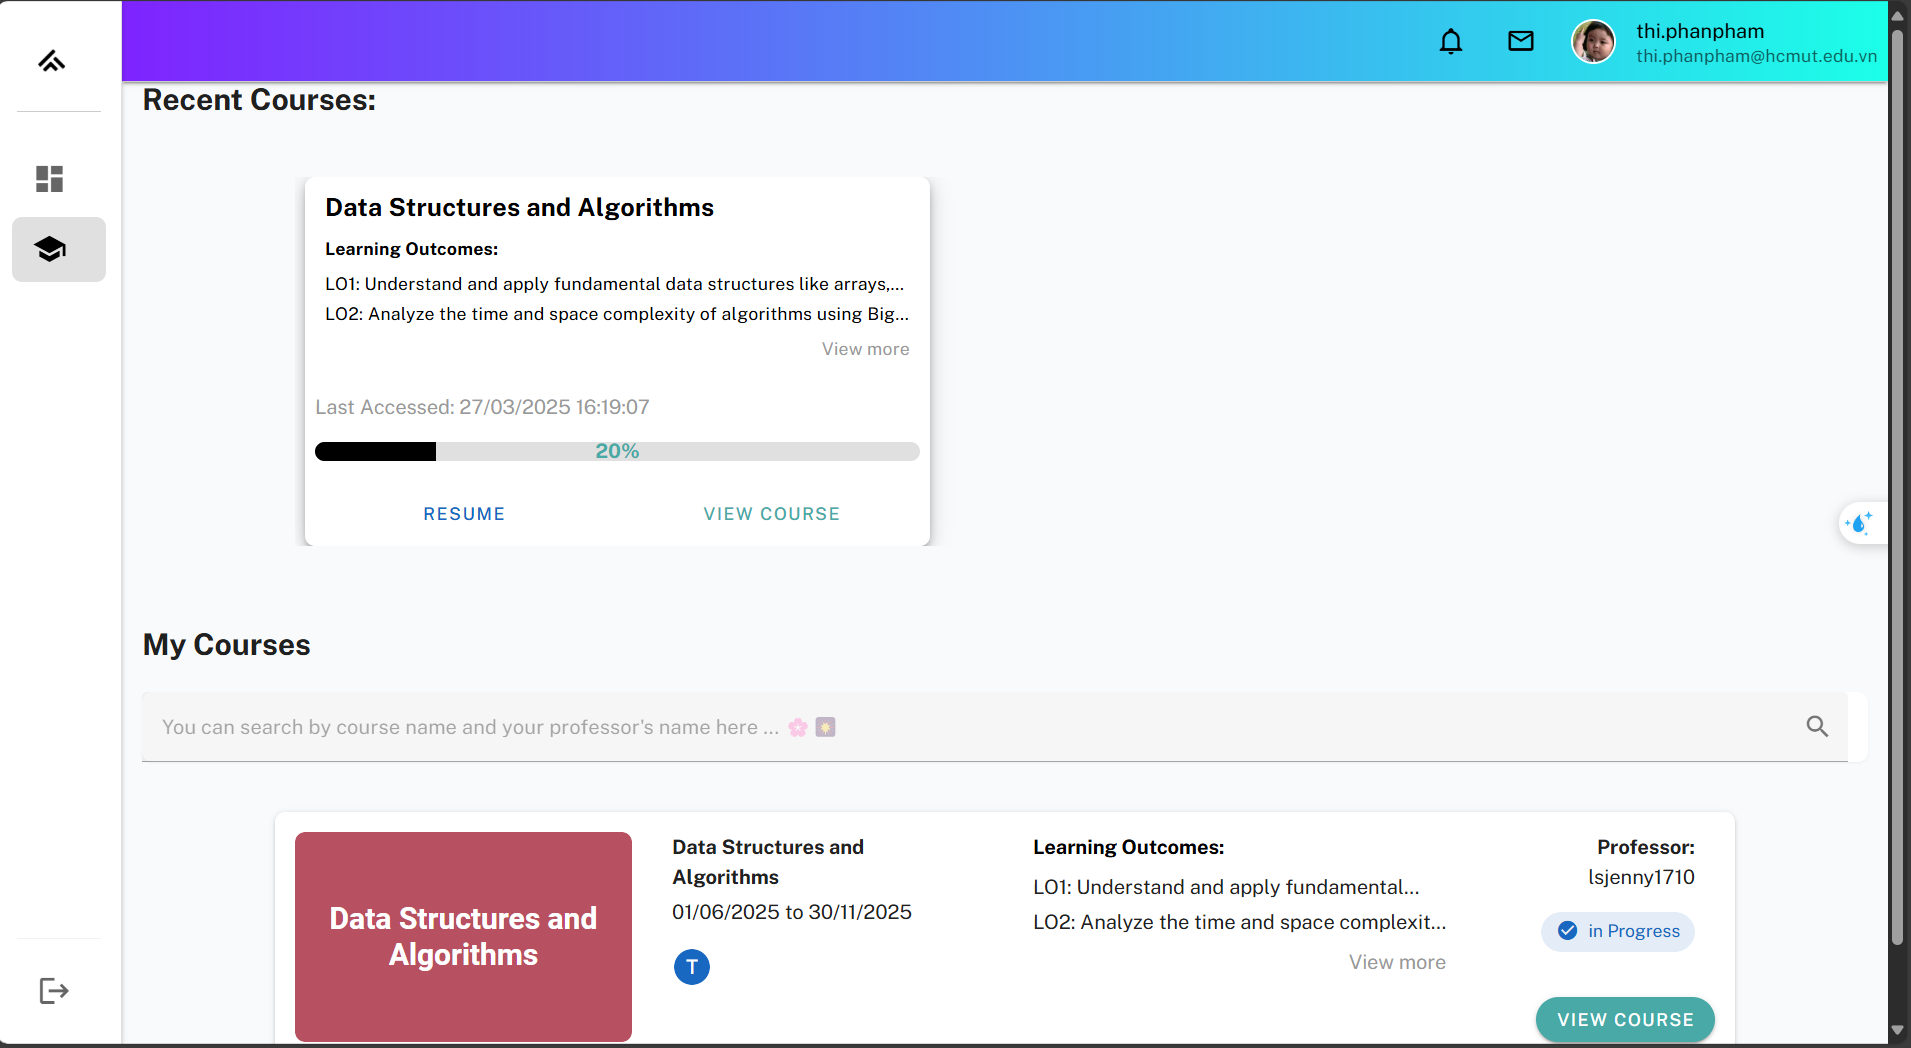 thi.phanpham
thi.phanpham@hcmut.edu.vn
Recent Courses:
Data Structures and Algorithms
Learning Outcomes:
LO1: Understand and apply fundamental data structures like arrays,...
LO2: Analyze the time and space complexity of algorithms using Big...
View more
Last Accessed: 27/03/2025 16:19:07
20%
RESUME
VIEW COURSE
My Courses
You can search by course name and your professor's name here ... 🌸 🎴
Data Structures and
Algorithms
Data Structures and
Algorithms
01/06/2025 to 30/11/2025
T
Learning Outcomes:
LO1: Understand and apply fundamental...
LO2: Analyze the time and space complexit...
View more
Professor:
lsjenny1710
in Progress
VIEW COURSE